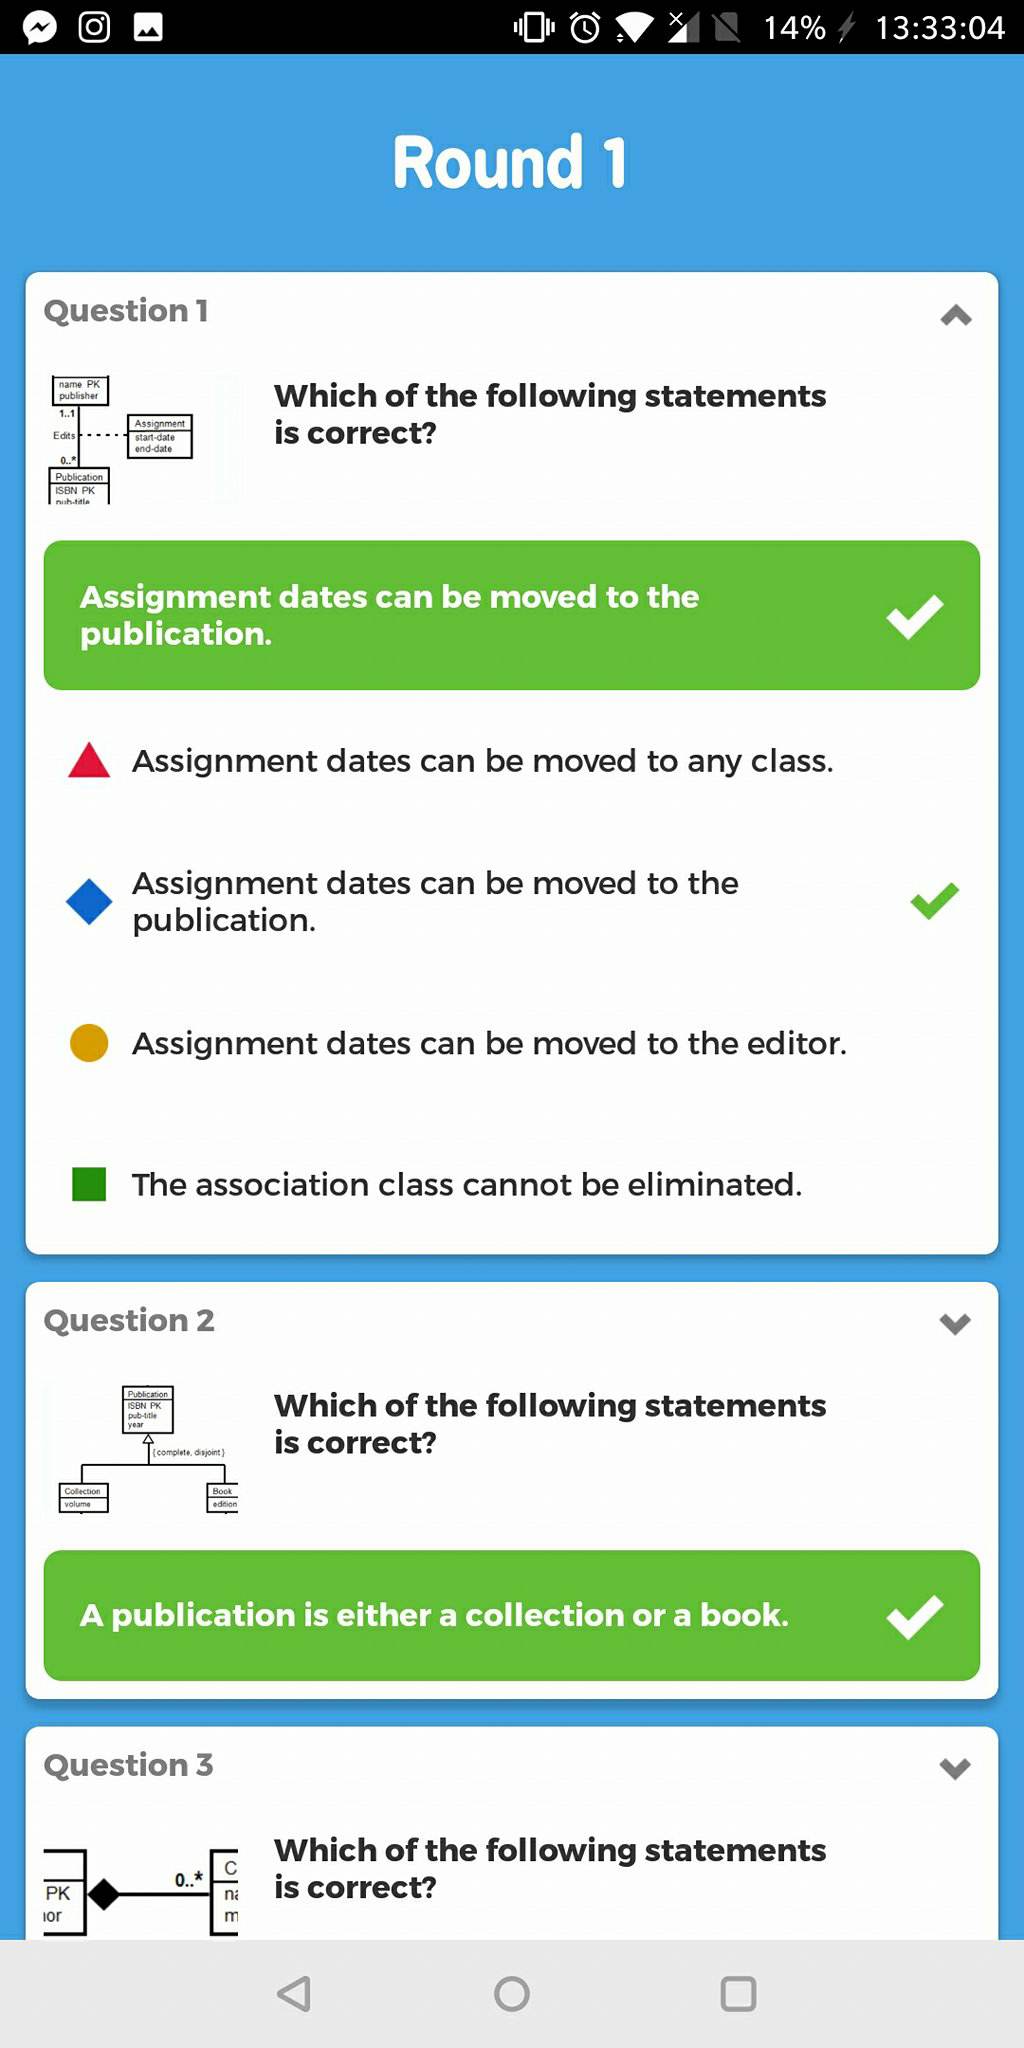 14% 13:33:04
Round 1
Question 1
name PK
publisher
1..1
Edits
Assignment
start-date
end-date
0..*
Publication
ISBN PK
pub-title
Which of the following statements
is correct?
Assignment dates can be moved to the
publication.
Assignment dates can be moved to any class.
Assignment dates can be moved to the
publication.
Assignment dates can be moved to the editor.
The association class cannot be eliminated.
Question 2
Publication
ISBN PK
pub-title
year
{complete, disjoint}
Collection
volume
Book
edition
Which of the following statements
is correct?
A publication is either a collection or a book.
Question 3
PK
0..*
C
m
Which of the following statements
is correct?